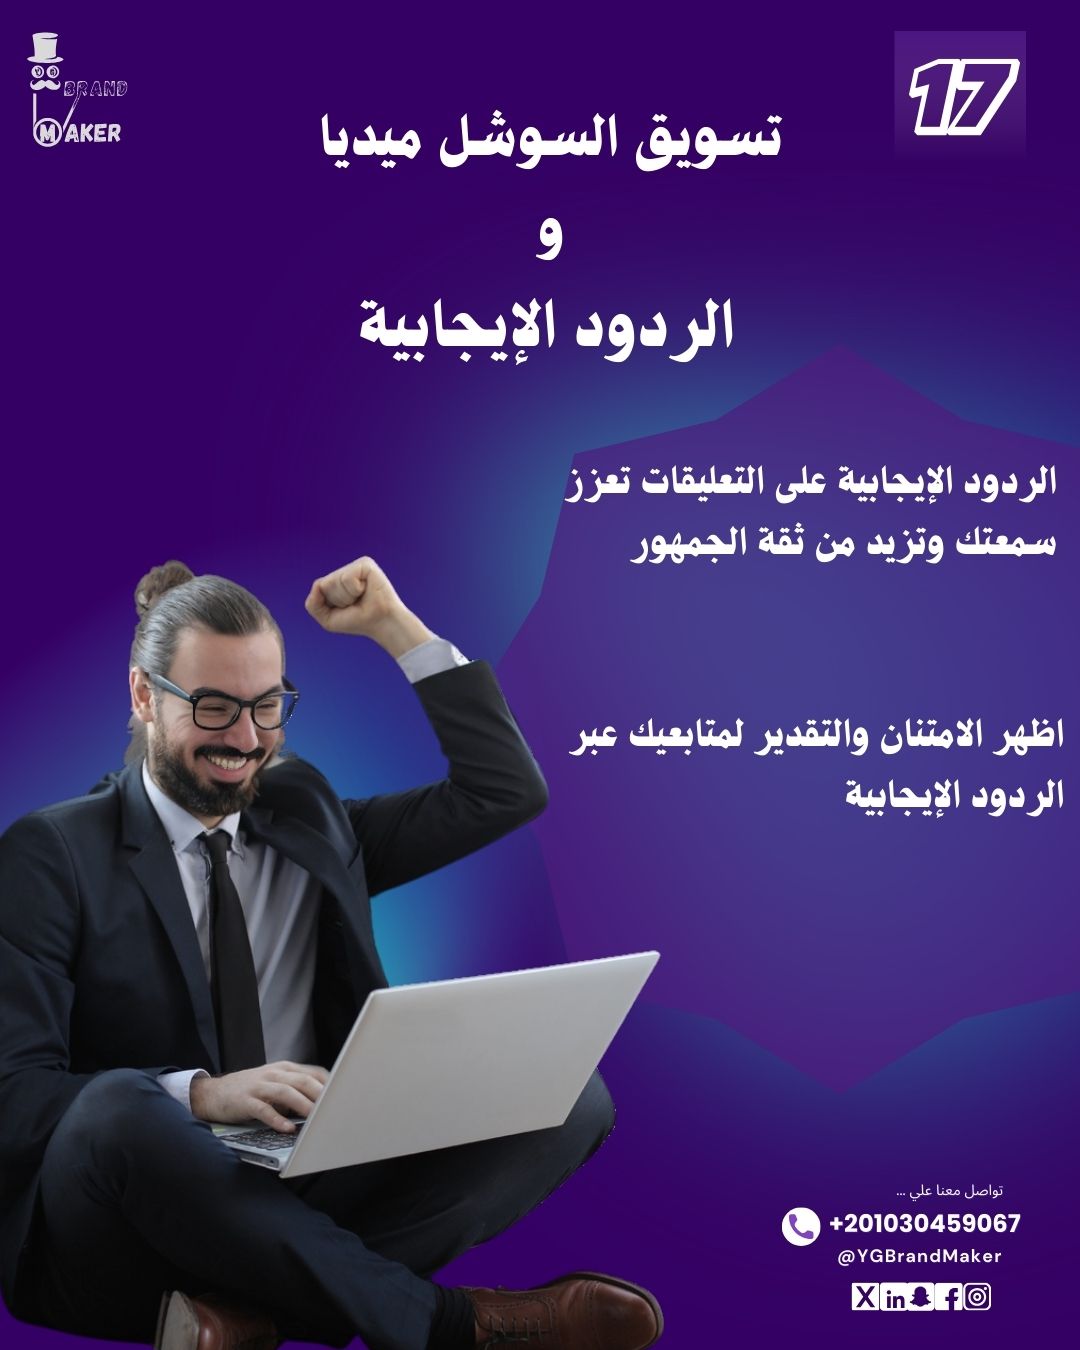 BRAND
MAKER
17
تسويق السوشل ميديا
و
الردود الإيجابية
الردود الإيجابية على التعليقات تعزز
سمعتك وتزيد من ثقة الجمهور
اظهر الامتنان والتقدير لمتابعيك عبر
الردود الإيجابية
تواصل معنا علي ...
+201030459067
@YGBrandMaker